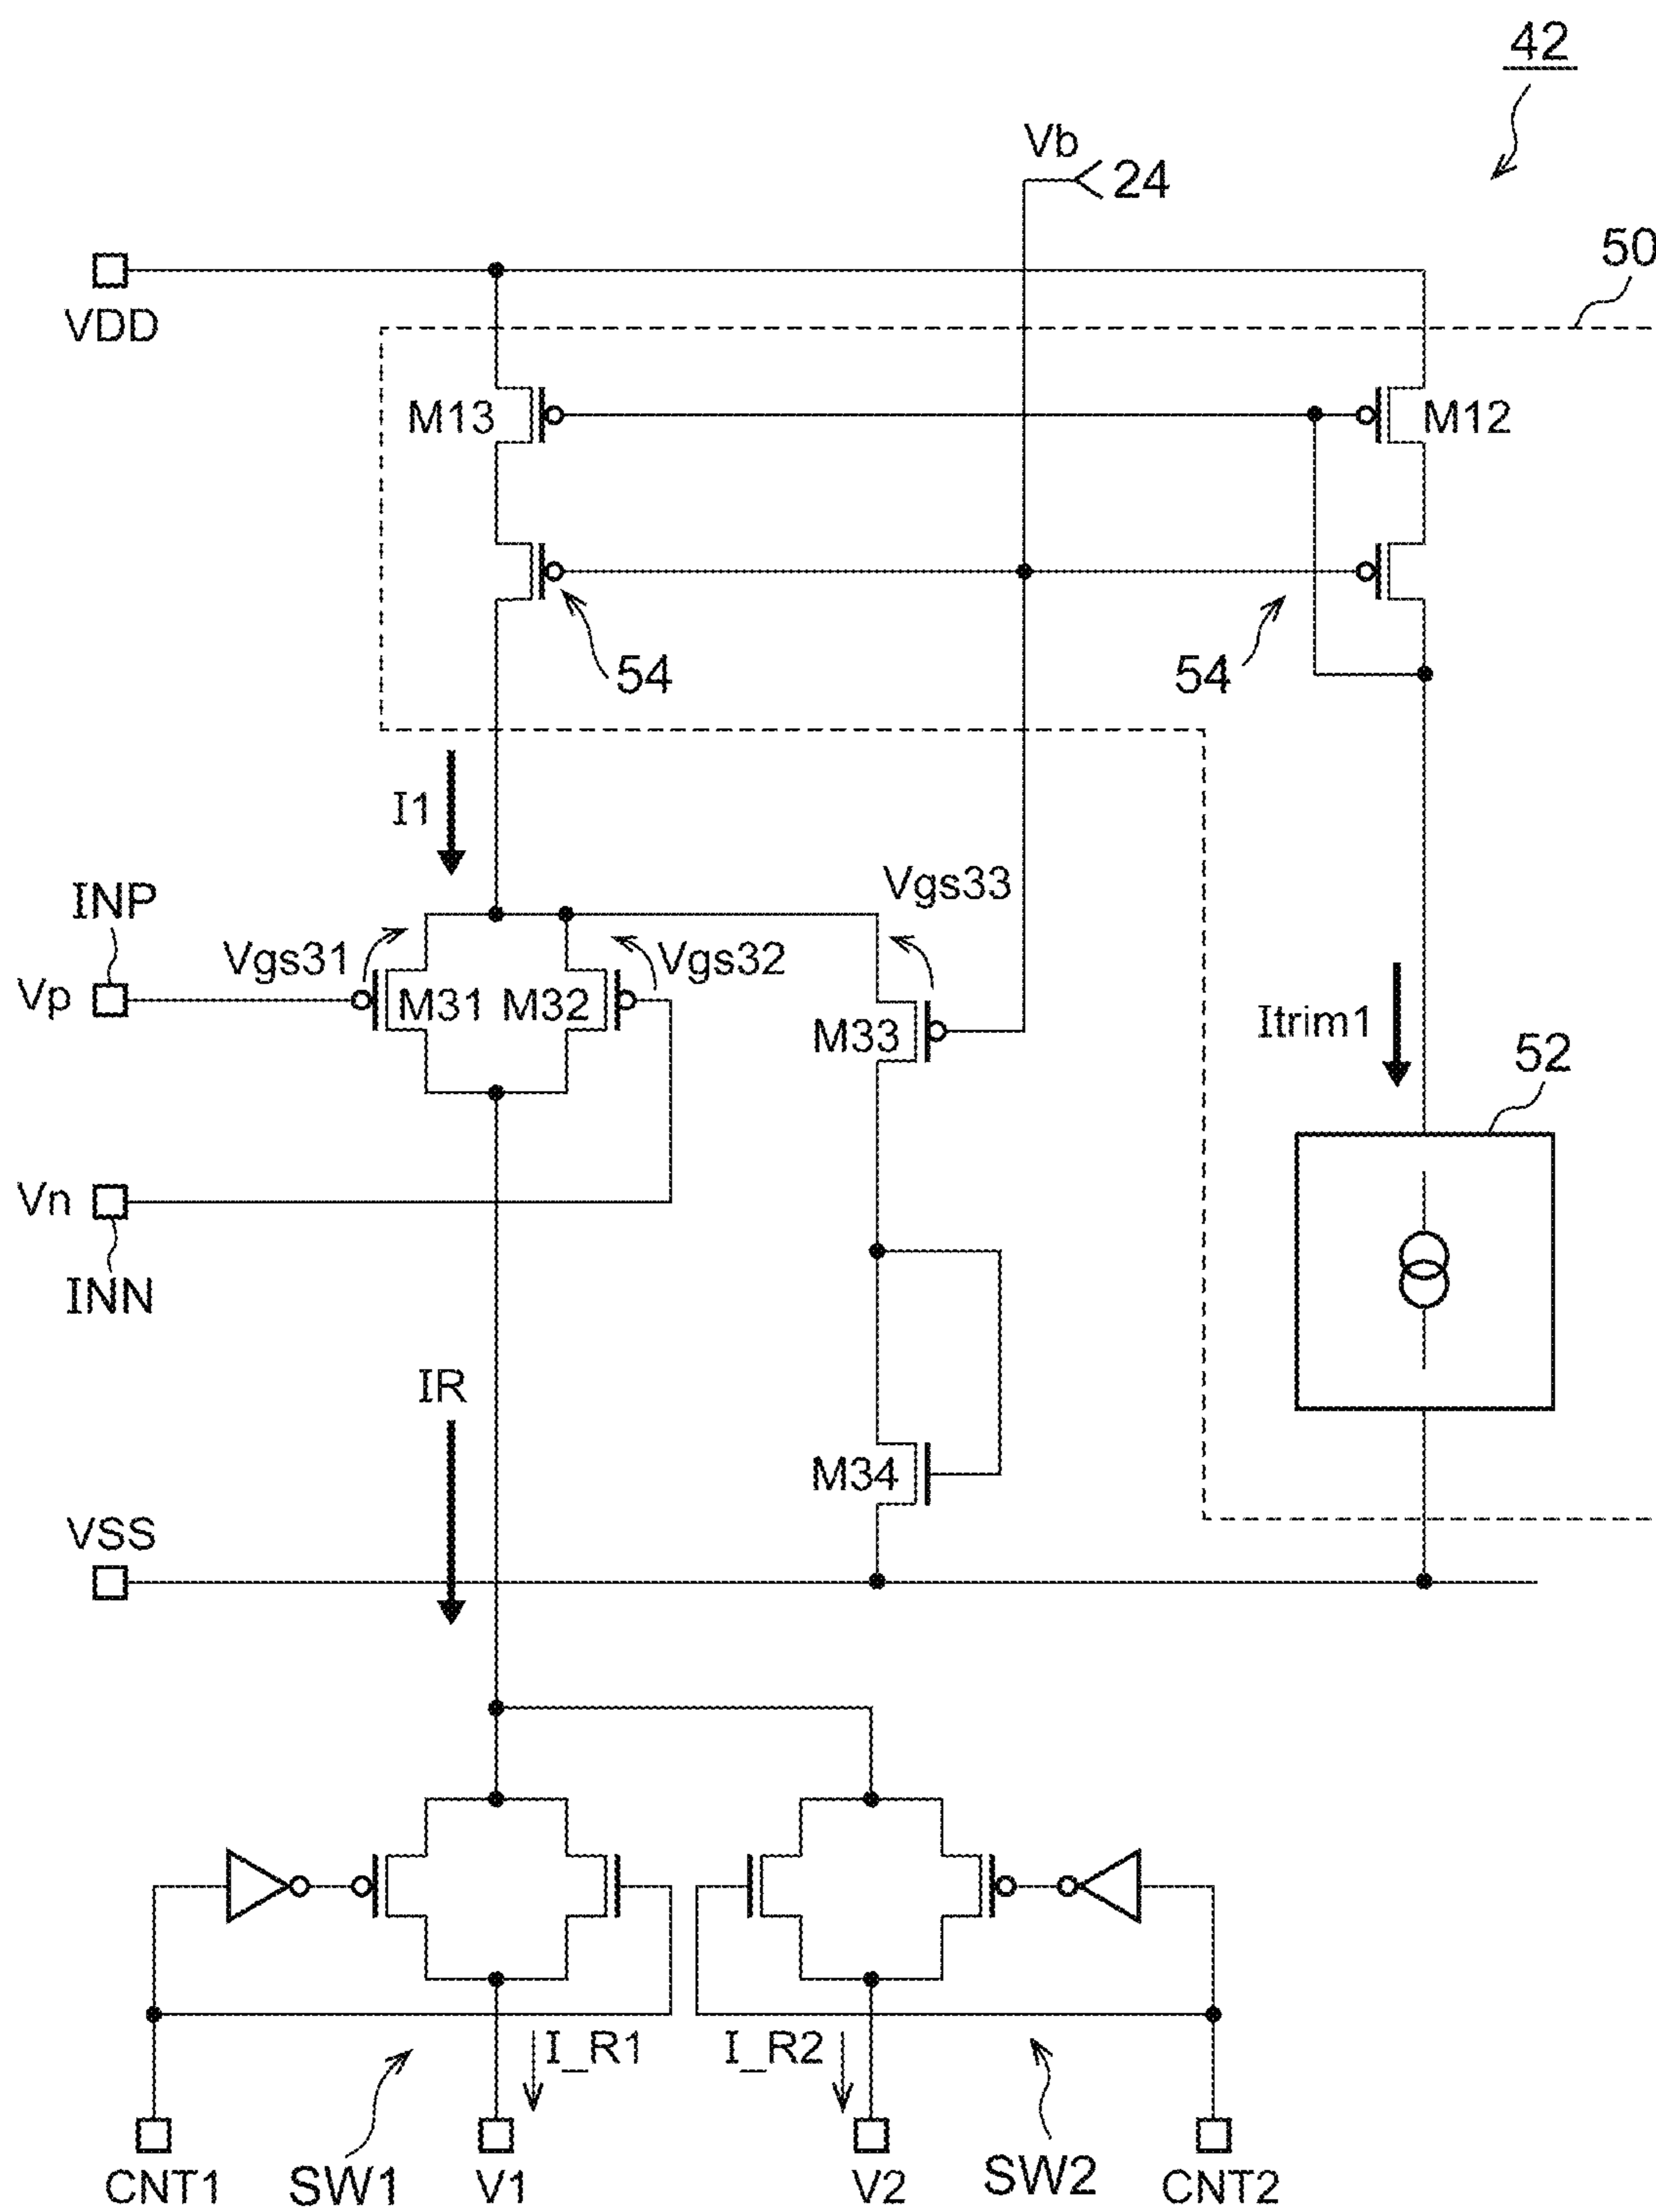 42
Vb
24
50
VDD
M13
M12
54
54
I1
Vgs33
INP
Vgs31
Vgs32
Vp
M31
M32
M33
Itrim1
52
Vn
INN
IR
M34
VSS
I_R1
I_R2
CNT1
SW1
V1
V2
SW2
CNT2